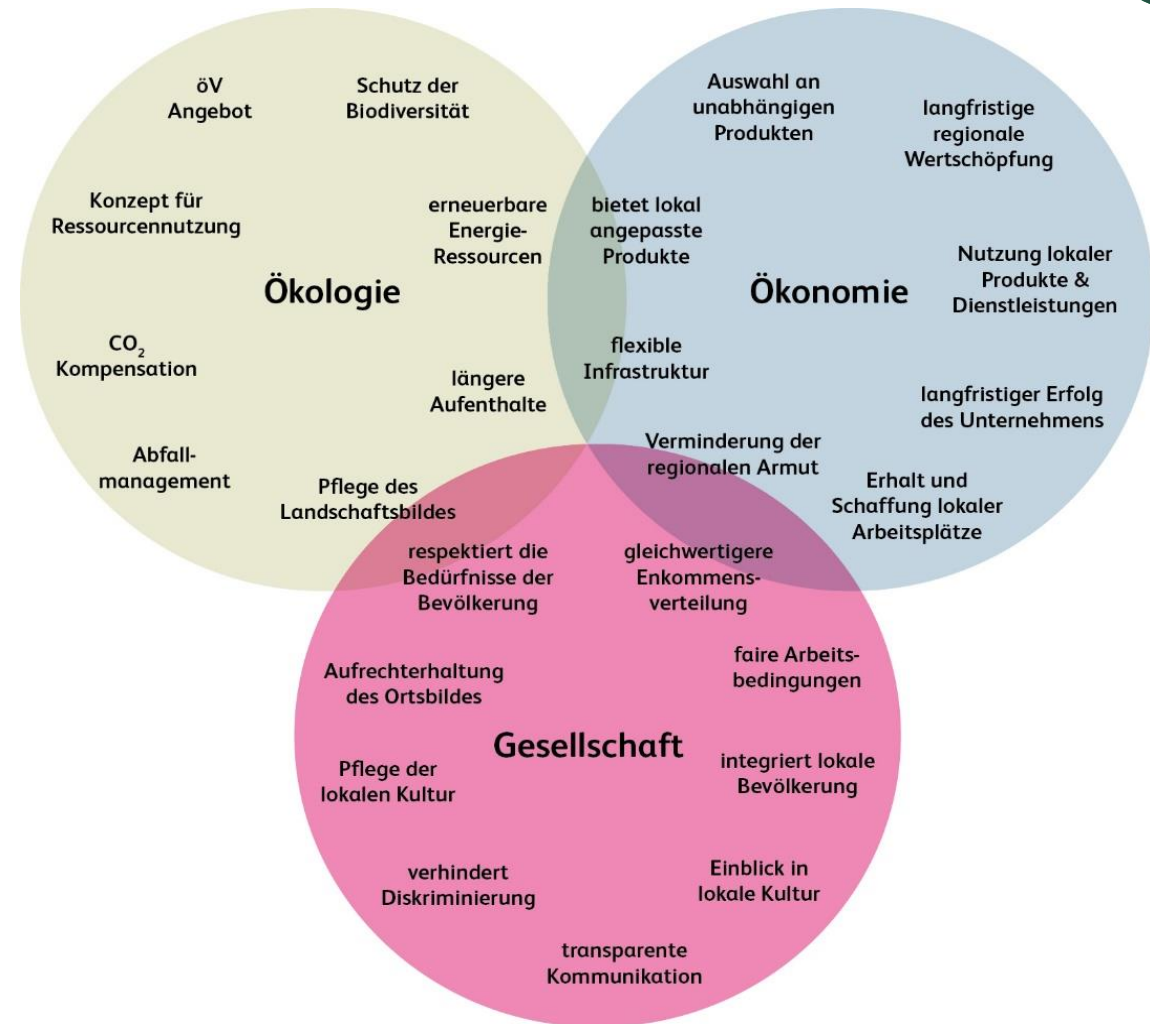 öV
Angebot
Schutz der
Biodiversität
Konzept für
Ressourcennutzung
erneuerbare
Energie-
Ressourcen
Ökologie
CO₂
Kompensation
längere
Aufenthalte
Abfall-
management
Pflege des
Landschaftsbildes
Auswahl an
unabhängigen
Produkten
langfristige
regionale
Wertschöpfung
bietet lokal
angepasste
Produkte
Nutzung lokaler
Produkte &
Dienstleistungen
Ökonomie
flexible
Infrastruktur
langfristiger Erfolg
des Unternehmens
Verminderung der
regionalen Armut
Erhalt und
Schaffung lokaler
Arbeitsplätze
respektiert die
Bedürfnisse der
Bevölkerung
gleichwertigere
Enkommens-
verteilung
Aufrechterhaltung
des Ortsbildes
faire Arbeits-
bedingungen
Gesellschaft
Pflege der
lokalen Kultur
integriert lokale
Bevölkerung
verhindert
Diskriminierung
Einblick in
lokale Kultur
transparente
Kommunikation